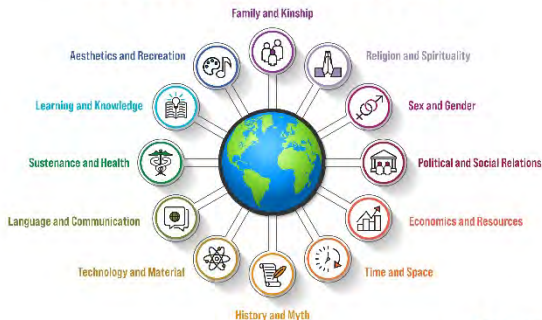 Family and Kinship
Aesthetics and Recreation
Religion and Spirituality
Learning and Knowledge
Sex and Gender
Sustenance and Health
Political and Social Relations
Language and Communication
Economics and Resources
Technology and Material
Time and Space
History and Myth